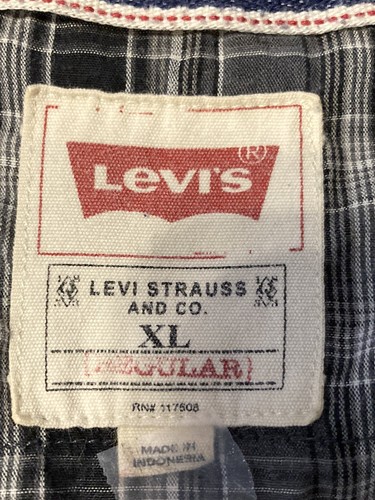 LEVI'S®
LEVI STRAUSS
AND CO.
XL
[REGULAR]
RN# 117508
MADE IN
INDONESIA